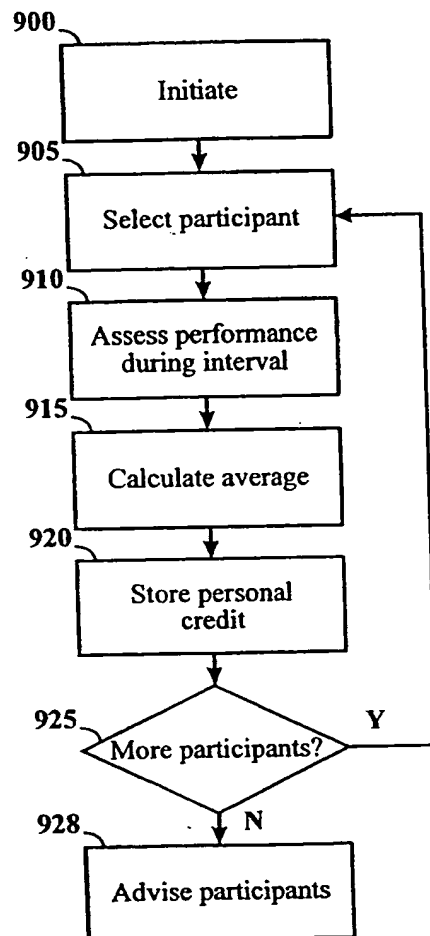 900
Initiate
905
Select participant
910
Assess performance
during interval
915
Calculate average
920
Store personal
credit
925
More participants?
Y
N
928
Advise participants